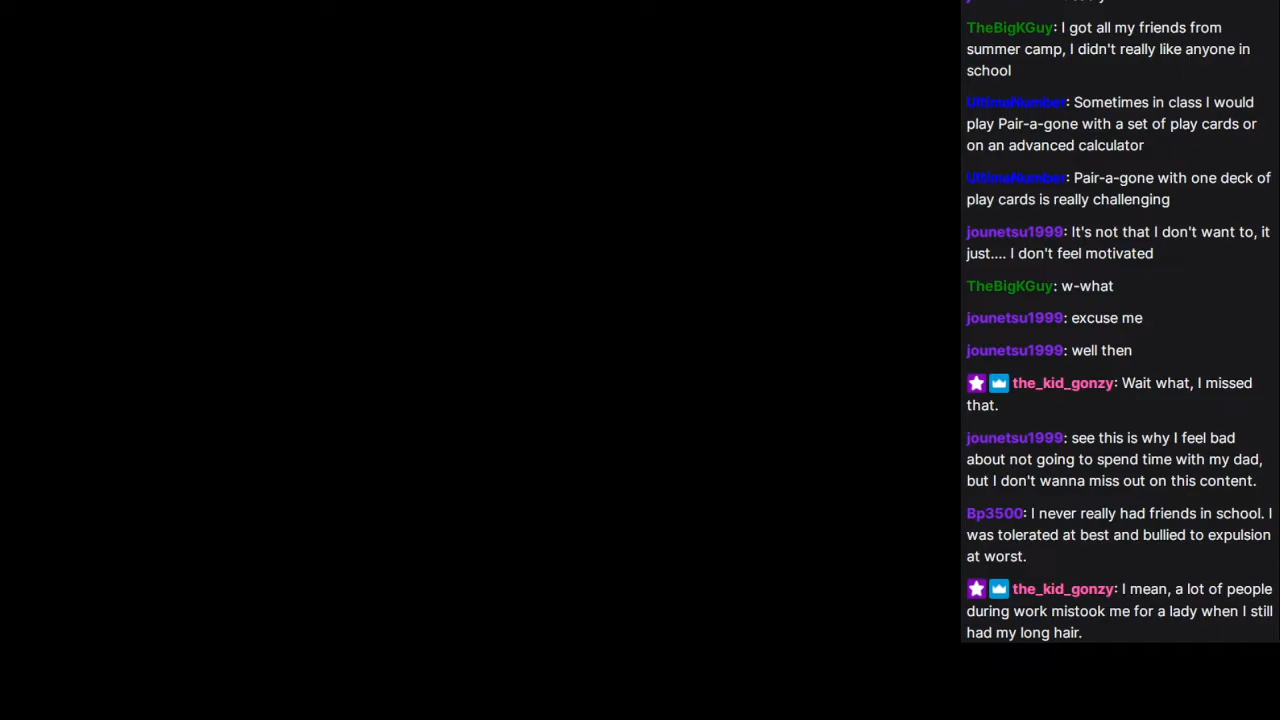 TheBigKGuy: I got all my friends from
summer camp, I didn't really like anyone in
school
UltimaNumber: Sometimes in class I would
play Pair-a-gone with a set of play cards or
on an advanced calculator
UltimaNumber: Pair-a-gone with one deck of
play cards is really challenging
jounetsu1999: It's not that I don't want to, it
just.... I don't feel motivated
TheBigKGuy: w-what
jounetsu1999: excuse me
jounetsu1999: well then
the_kid_gonzy: Wait what, I missed
that.
jounetsu1999: see this is why I feel bad
about not going to spend time with my dad,
but I don't wanna miss out on this content.
Bp3500: I never really had friends in school. I
was tolerated at best and bullied to expulsion
at worst.
the_kid_gonzy: I mean, a lot of people
during work mistook me for a lady when I still
had my long hair.